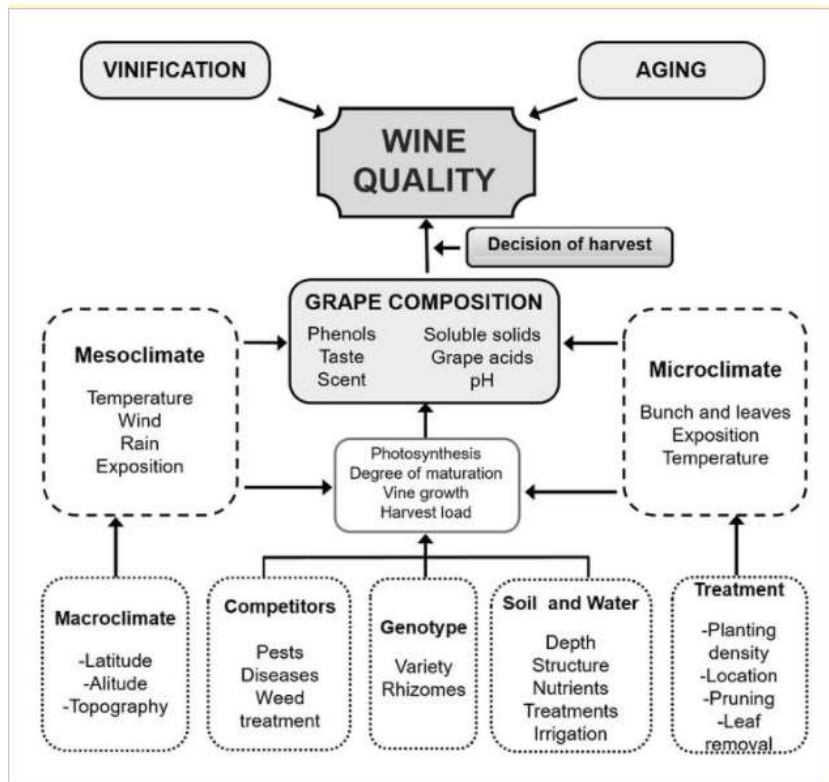 VINIFICATION
AGING
WINE
QUALITY
Decision of harvest
GRAPE COMPOSITION
Phenols
Taste
Scent
Soluble solids
Grape acids
pH
Mesoclimate
Temperature
Wind
Rain
Exposition
Microclimate
Bunch and leaves
Exposition
Temperature
Photosynthesis
Degree of maturation
Vine growth
Harvest load
Macroclimate
-Latitude
-Alitude
-Topography
Competitors
Pests
Diseases
Weed
treatment
Genotype
Variety
Rhizomes
Soil and Water
Depth
Structure
Nutrients
Treatments
Irrigation
Treatment
-Planting
density
-Location
-Pruning
-Leaf
removal